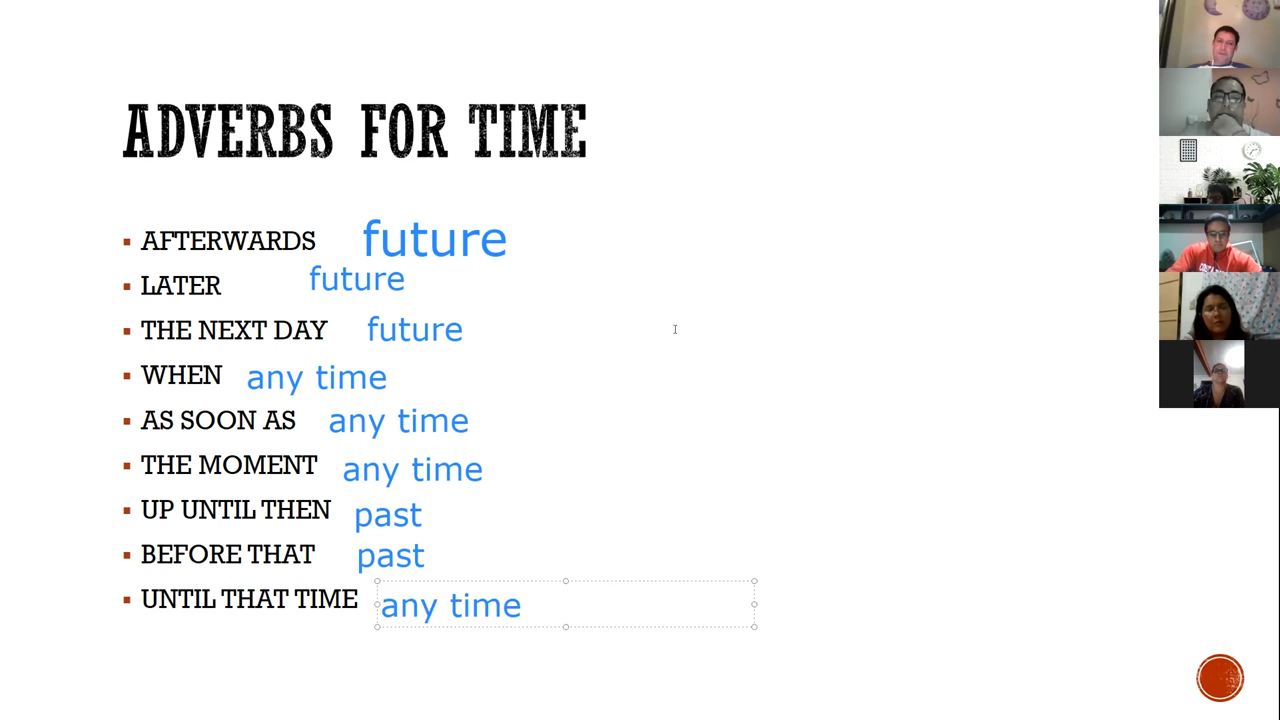 ADVERBS FOR TIME
AFTERWARDS future
LATER future
THE NEXT DAY future
WHEN any time
AS SOON AS any time
THE MOMENT any time
UP UNTIL THEN past
BEFORE THAT past
UNTIL THAT TIME any time